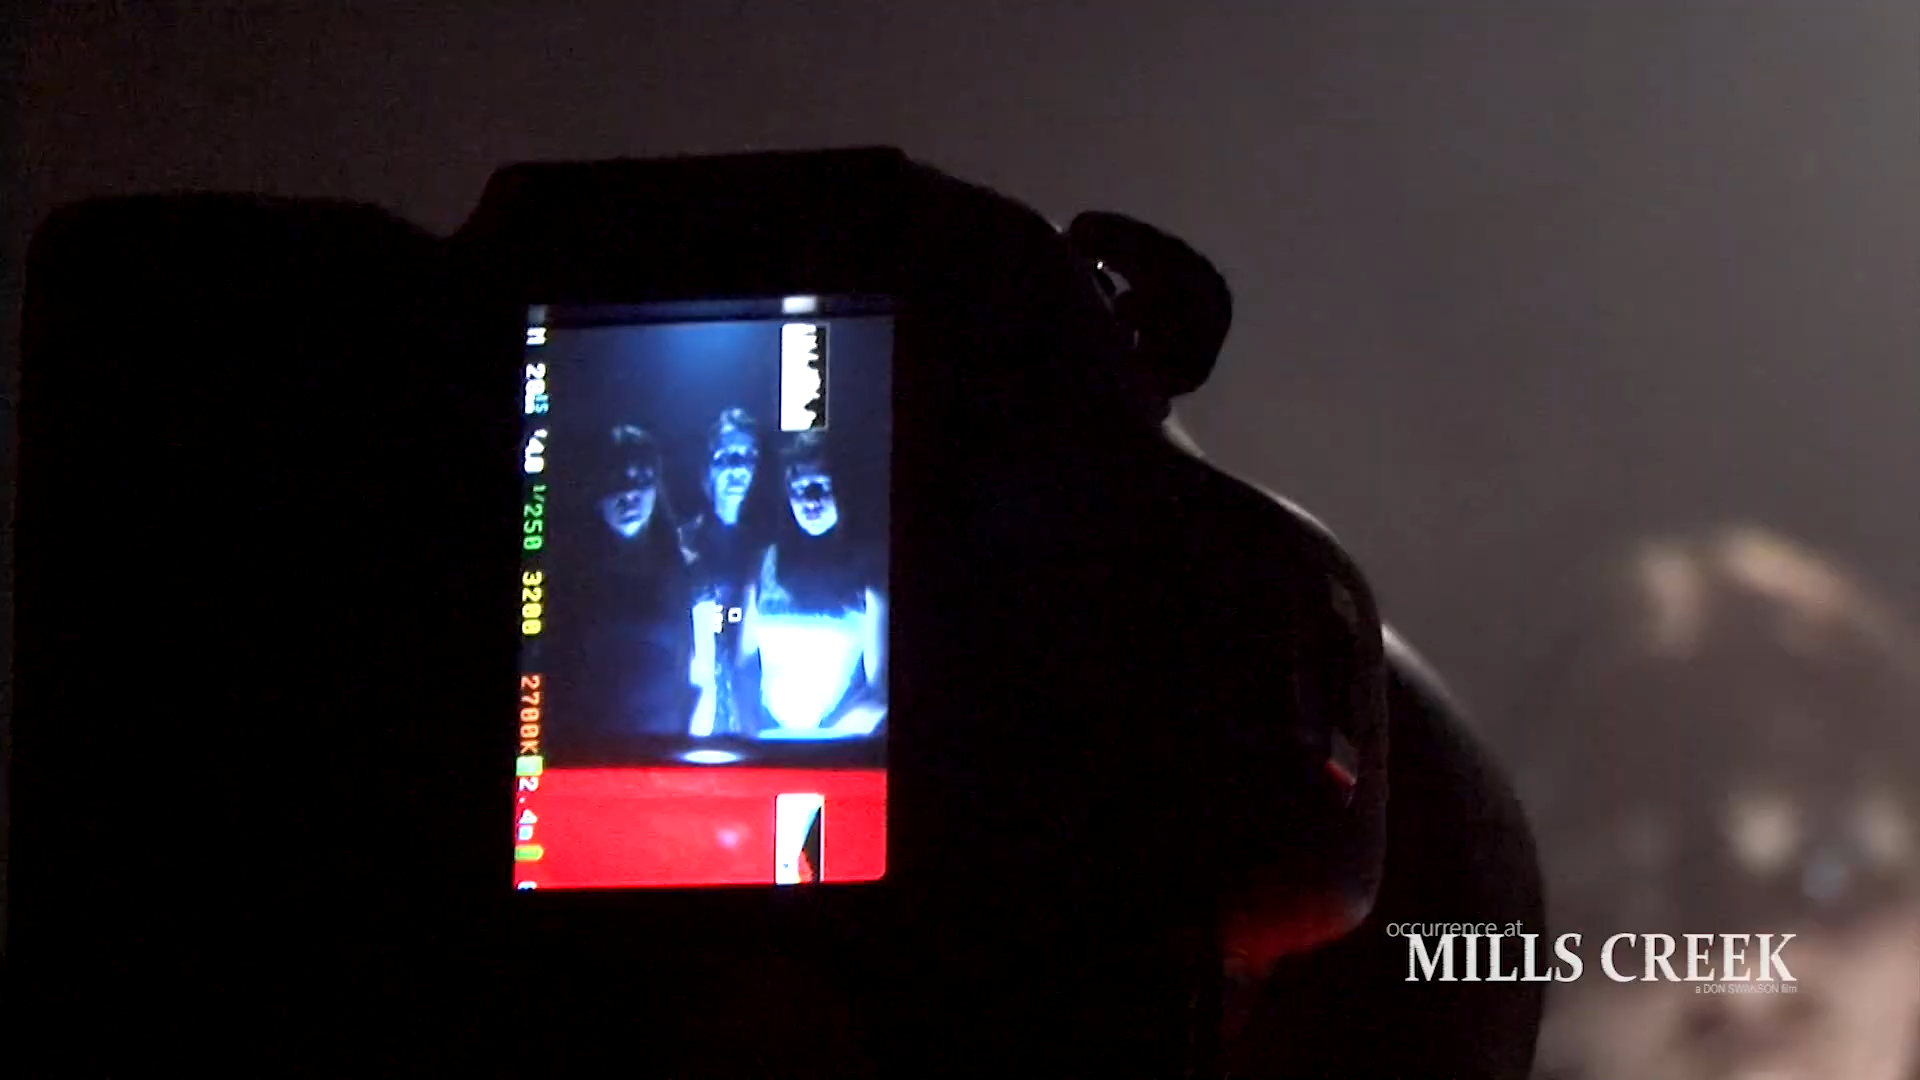 1/250 3200 2700K
occurrence at
MILLS CREEK
a DON SWANSON film